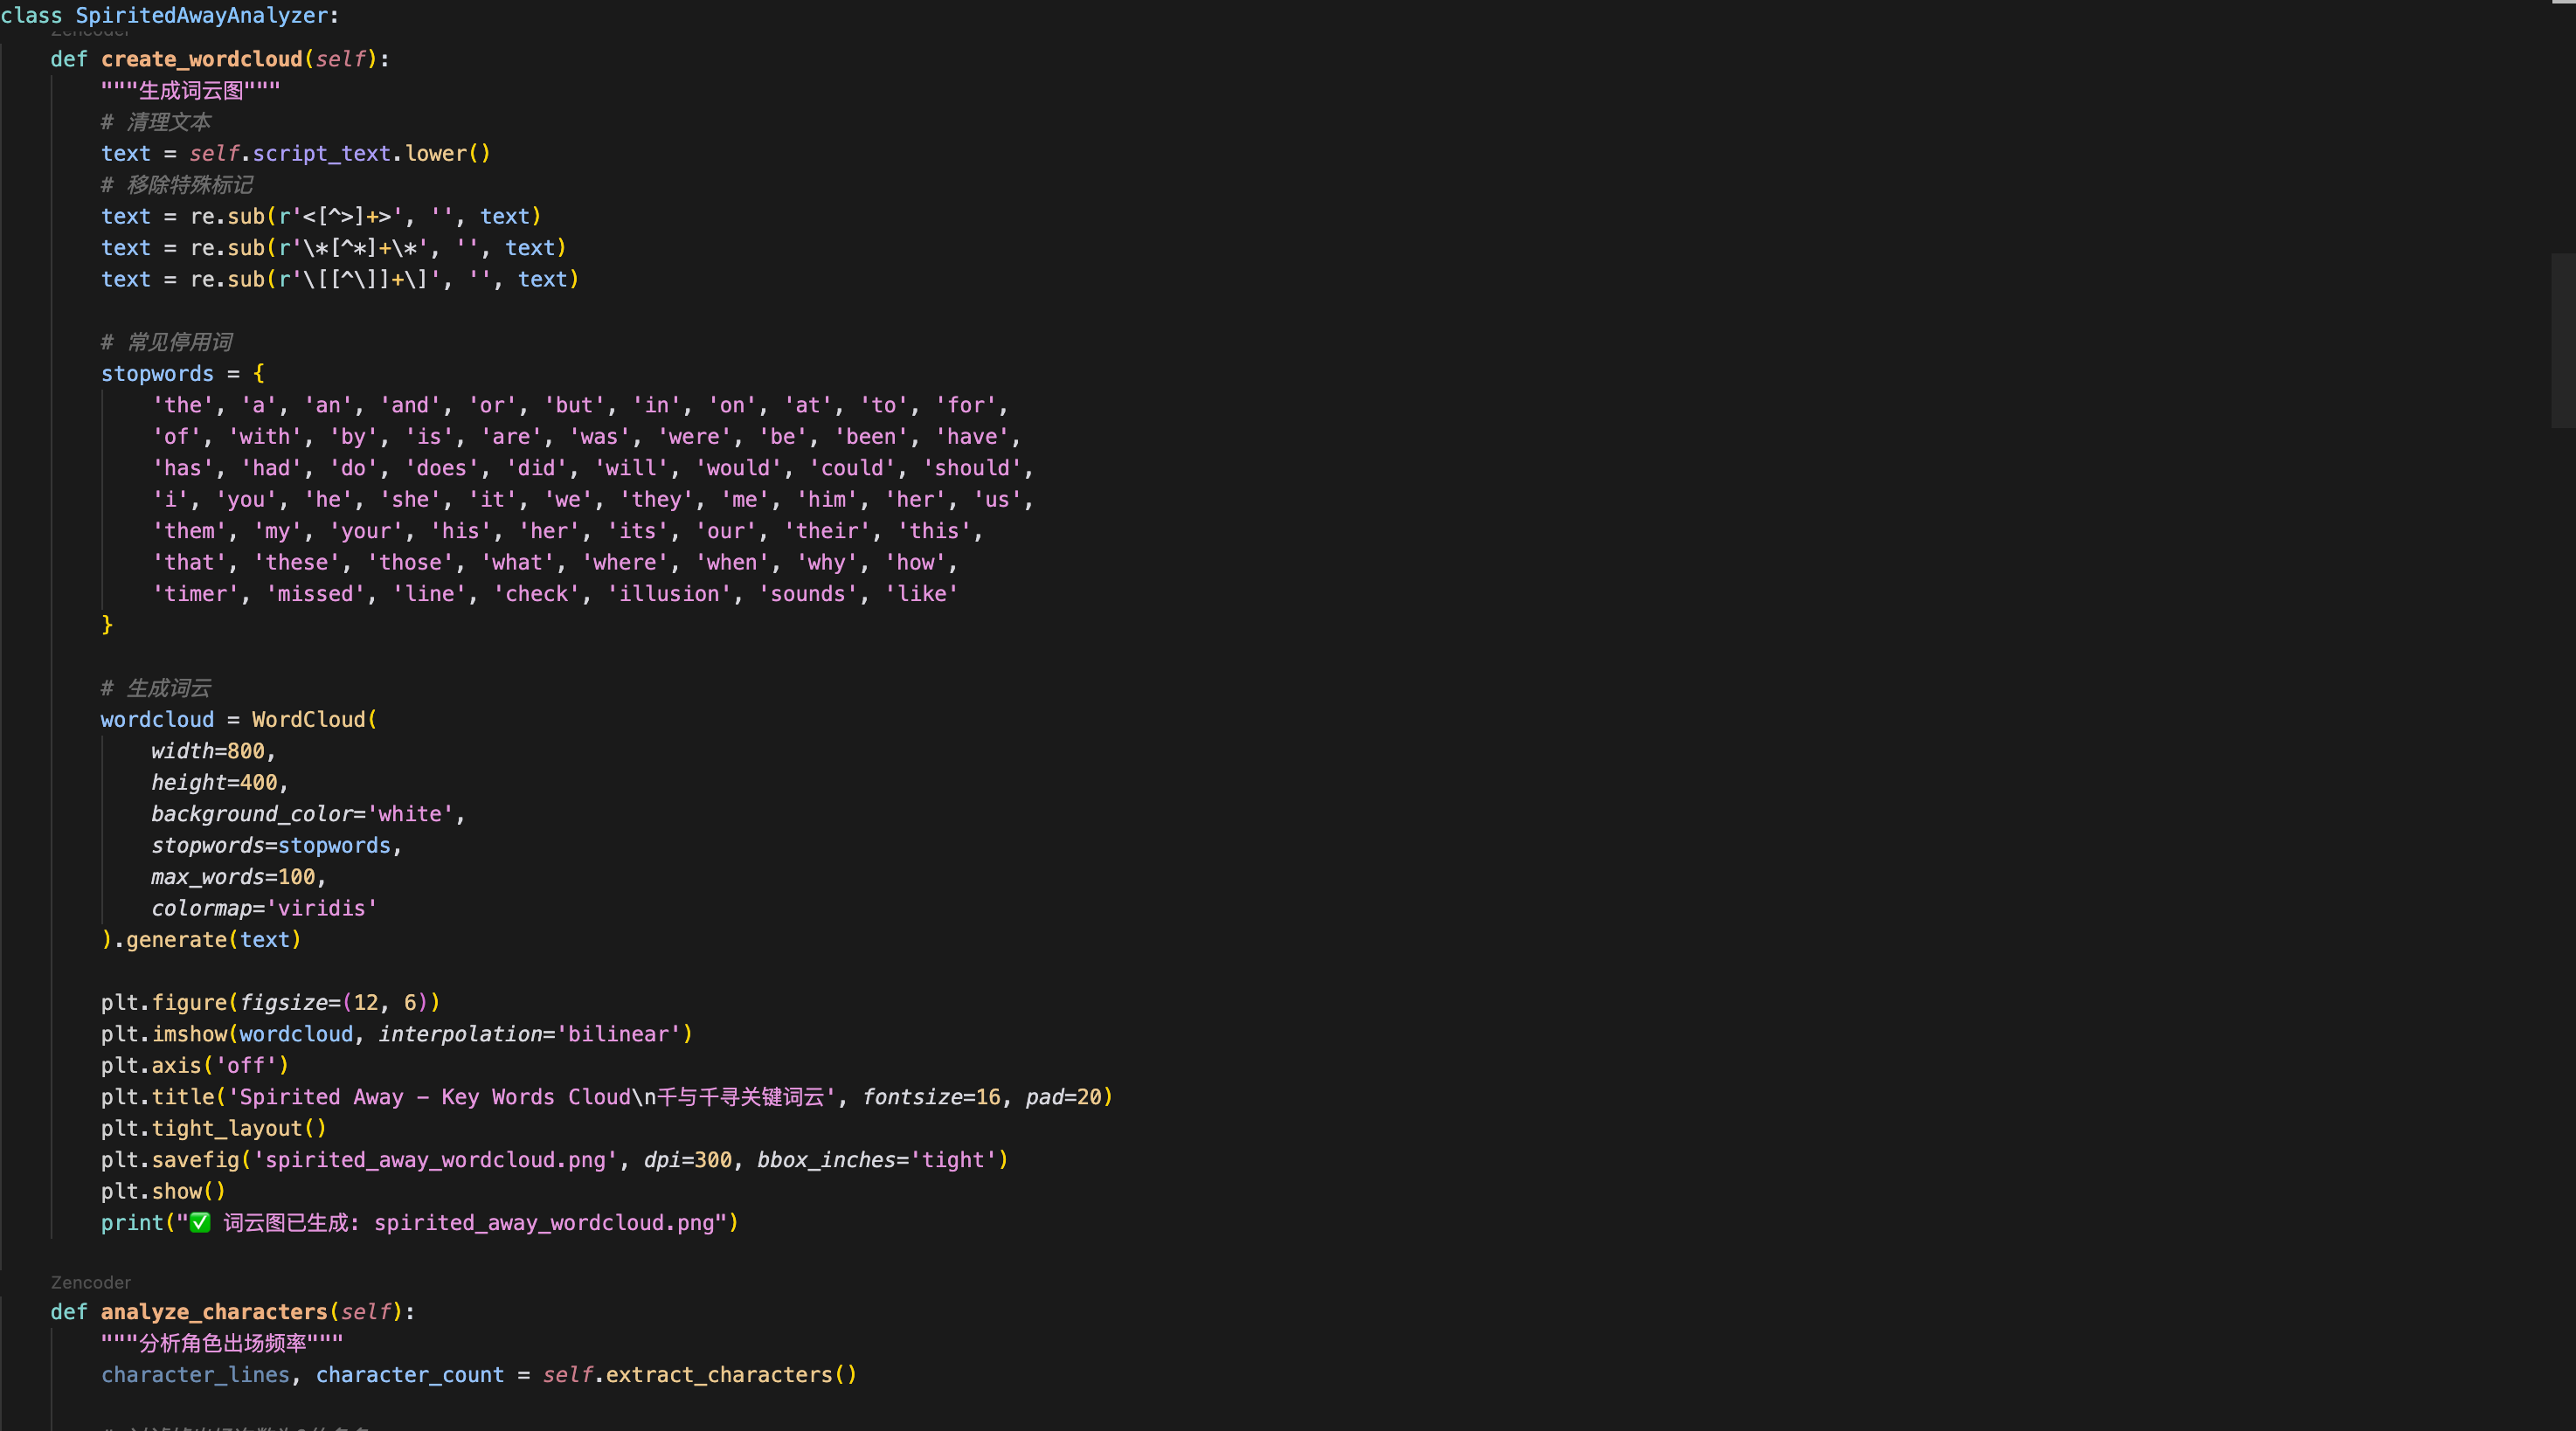 class SpiritedAwayAnalyzer:
Zencoder
    def create_wordcloud(self):
        """生成词云图"""
        # 清理文本
        text = self.script_text.lower()
        # 移除特殊标记
        text = re.sub(r'<[^>]+>', '', text)
        text = re.sub(r'\*[^*]+\*', '', text)
        text = re.sub(r'\[[^\]]+\]', '', text)
        # 常见停用词
        stopwords = {
            'the', 'a', 'an', 'and', 'or', 'but', 'in', 'on', 'at', 'to', 'for',
            'of', 'with', 'by', 'is', 'are', 'was', 'were', 'be', 'been', 'have',
            'has', 'had', 'do', 'does', 'did', 'will', 'would', 'could', 'should',
            'i', 'you', 'he', 'she', 'it', 'we', 'they', 'me', 'him', 'her', 'us',
            'them', 'my', 'your', 'his', 'her', 'its', 'our', 'their', 'this',
            'that', 'these', 'those', 'what', 'where', 'when', 'why', 'how',
            'timer', 'missed', 'line', 'check', 'illusion', 'sounds', 'like'
        }
        # 生成词云
        wordcloud = WordCloud(
            width=800,
            height=400,
            background_color='white',
            stopwords=stopwords,
            max_words=100,
            colormap='viridis'
        ).generate(text)
        plt.figure(figsize=(12, 6))
        plt.imshow(wordcloud, interpolation='bilinear')
        plt.axis('off')
        plt.title('Spirited Away - Key Words Cloud\n千与千寻关键词云', fontsize=16, pad=20)
        plt.tight_layout()
        plt.savefig('spirited_away_wordcloud.png', dpi=300, bbox_inches='tight')
        plt.show()
        print("✅ 词云图已生成: spirited_away_wordcloud.png")
    Zencoder
    def analyze_characters(self):
        """分析角色出场频率"""
        character_lines, character_count = self.extract_characters()